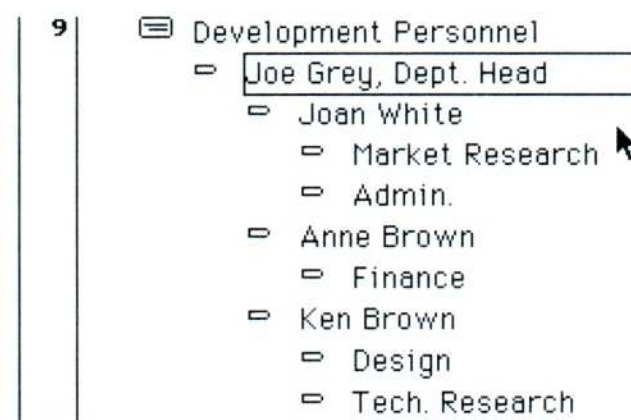 9 Development Personnel
Joe Grey, Dept. Head
Joan White
Market Research
Admin.
Anne Brown
Finance
Ken Brown
Design
Tech. Research